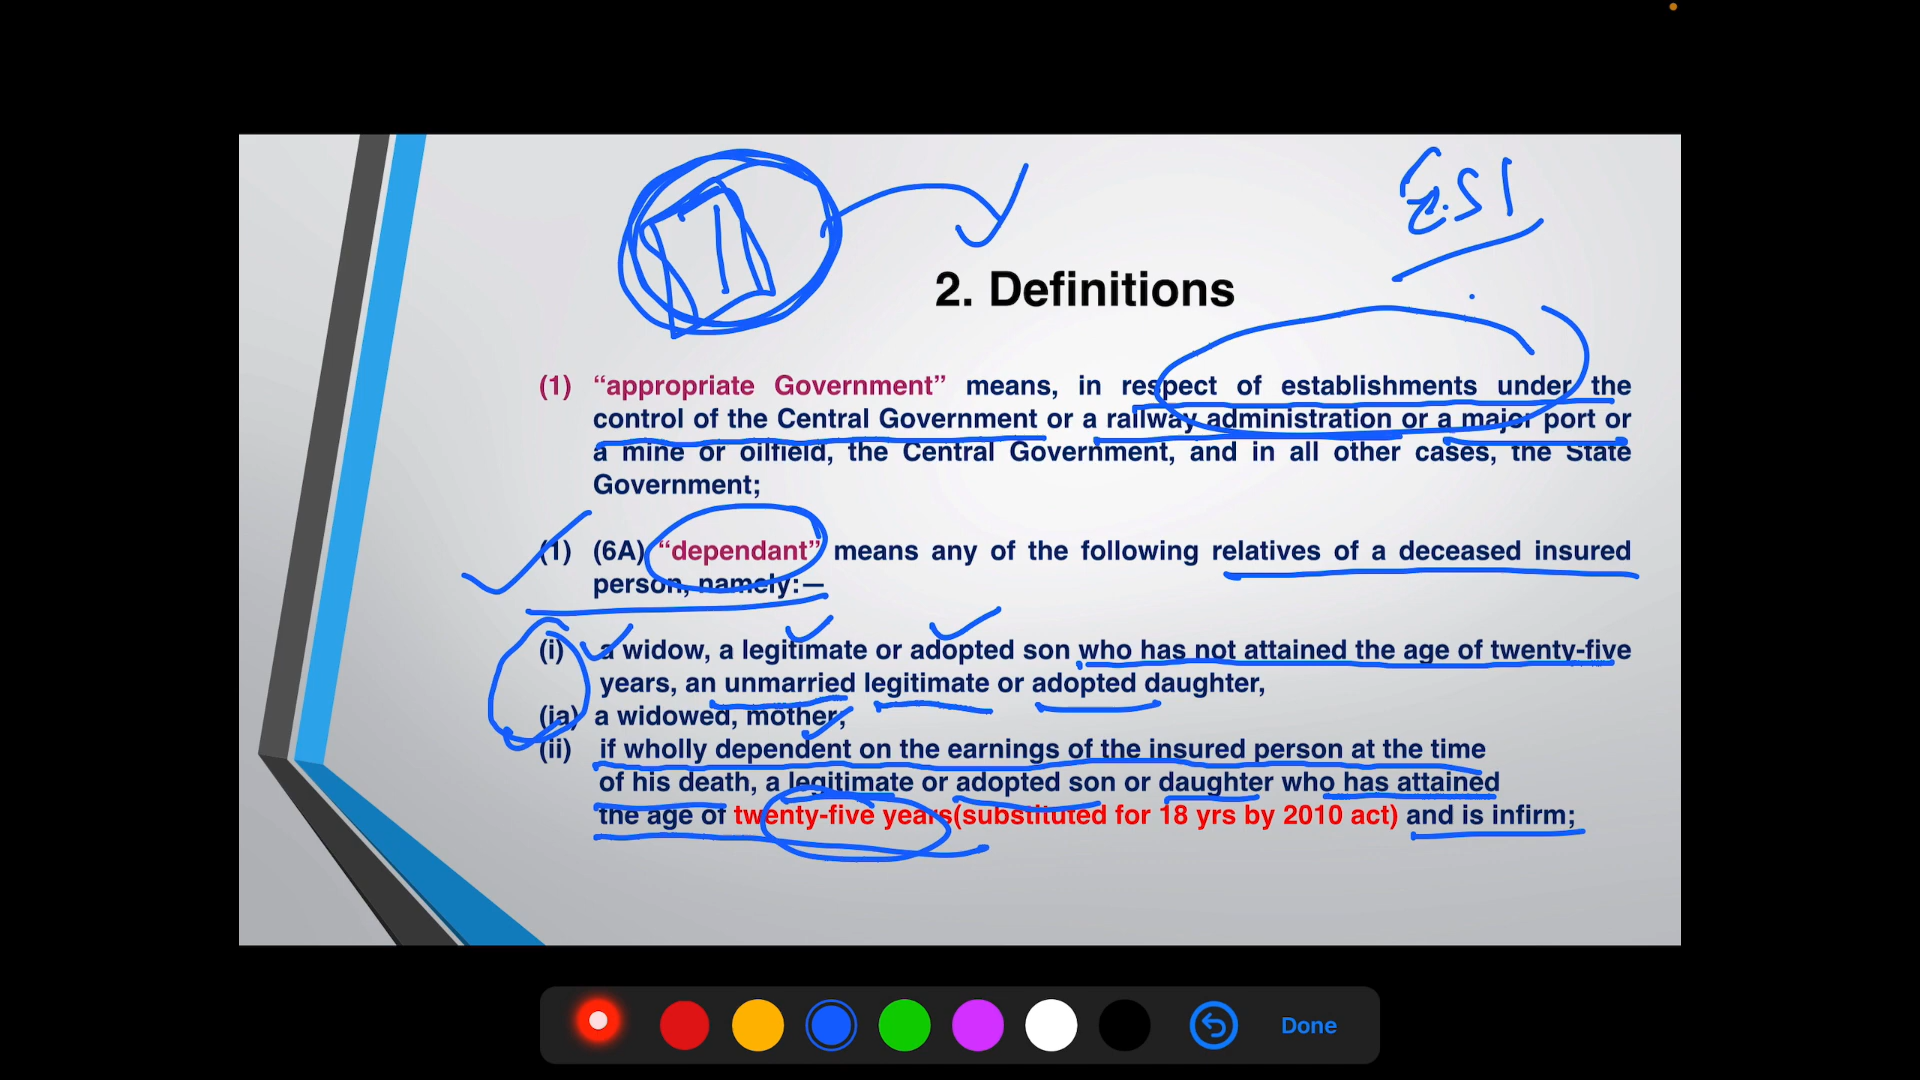 E.SI
2. Definitions
(1) “appropriate Government” means, in respect of establishments under the
control of the Central Government or a railway administration or a major port or
a mine or oilfield, the Central Government, and in all other cases, the State
Government;
(1) (6A) “dependant” means any of the following relatives of a deceased insured
person, namely:—
(i) a widow, a legitimate or adopted son who has not attained the age of twenty-five
years, an unmarried legitimate or adopted daughter,
(ia) a widowed, mother;
(ii) if wholly dependent on the earnings of the insured person at the time
of his death, a legitimate or adopted son or daughter who has attained
the age of twenty-five years(substituted for 18 yrs by 2010 act) and is infirm;
Done